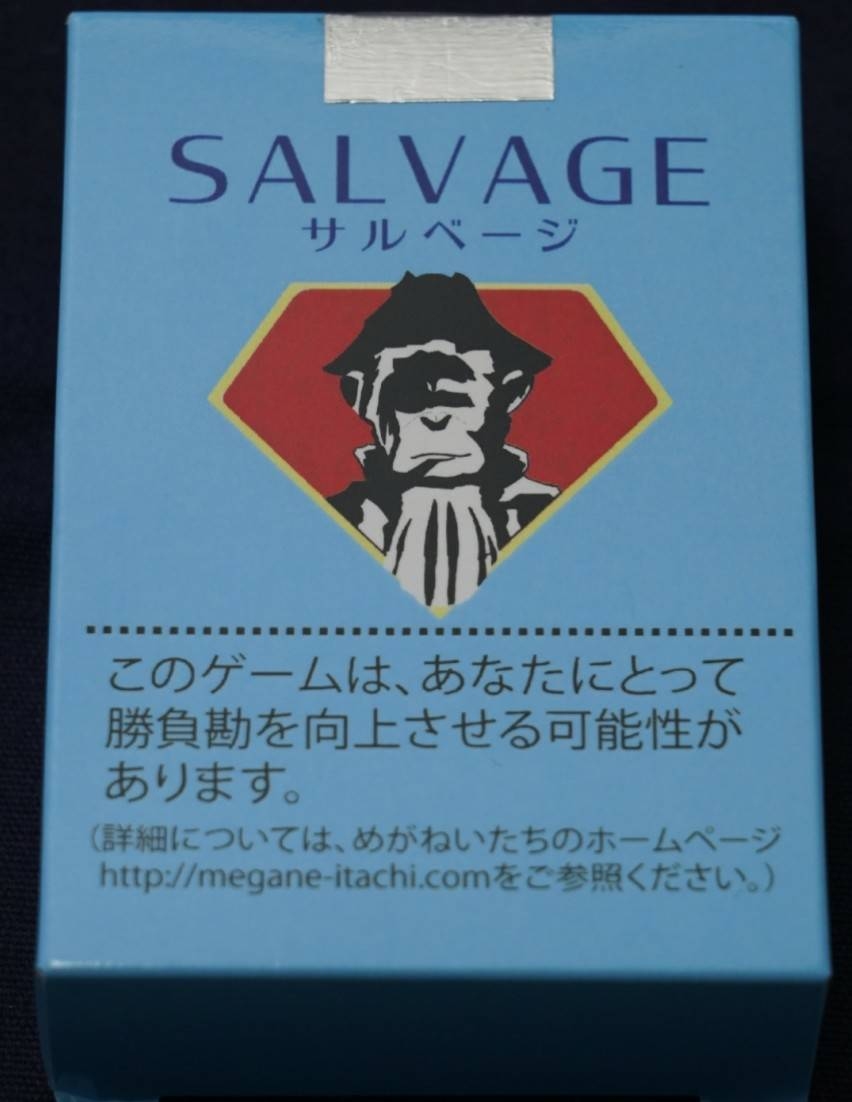 SALVAGE
サルベージ
このゲームは、あなたにとって
勝負勘を向上させる可能性が
あります。
（詳細については、めがねいたちのホームページ
http://megane-itachi.comをご参照ください。）